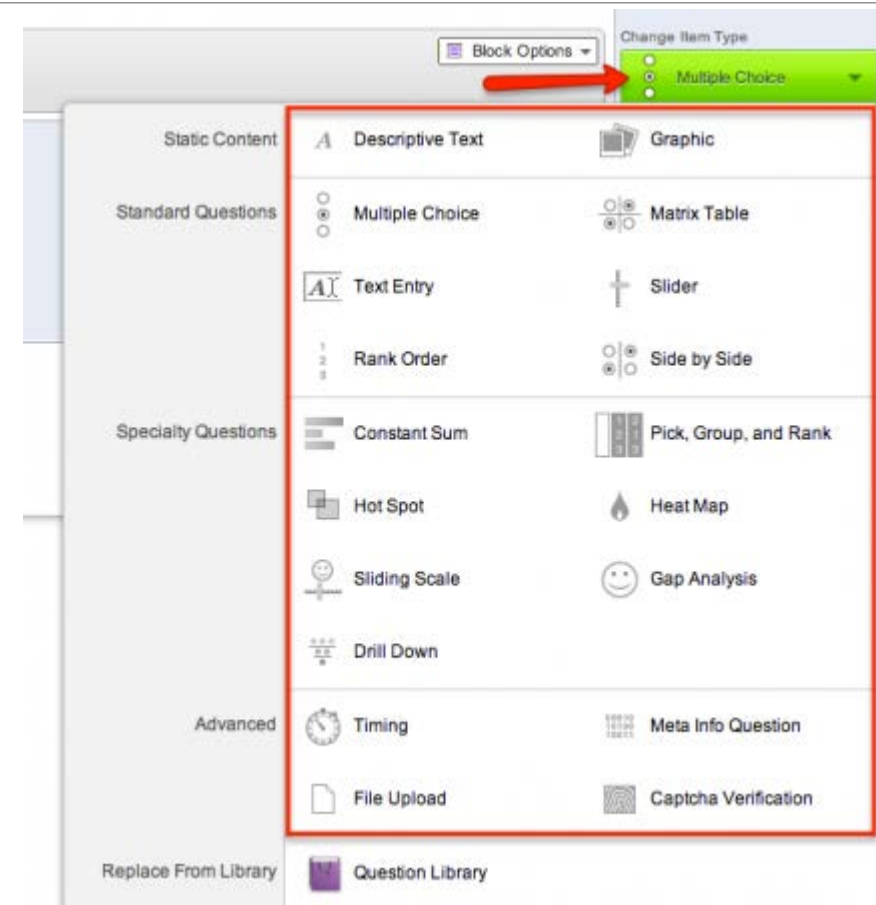 Change Item Type
Block Options
Multiple Choice
Static Content
Descriptive Text
Graphic
Standard Questions
Multiple Choice
Matrix Table
Text Entry
Slider
Rank Order
Side by Side
Specialty Questions
Constant Sum
Pick, Group, and Rank
Hot Spot
Heat Map
Sliding Scale
Gap Analysis
Drill Down
Advanced
Timing
Meta Info Question
File Upload
Captcha Verification
Replace From Library
Question Library